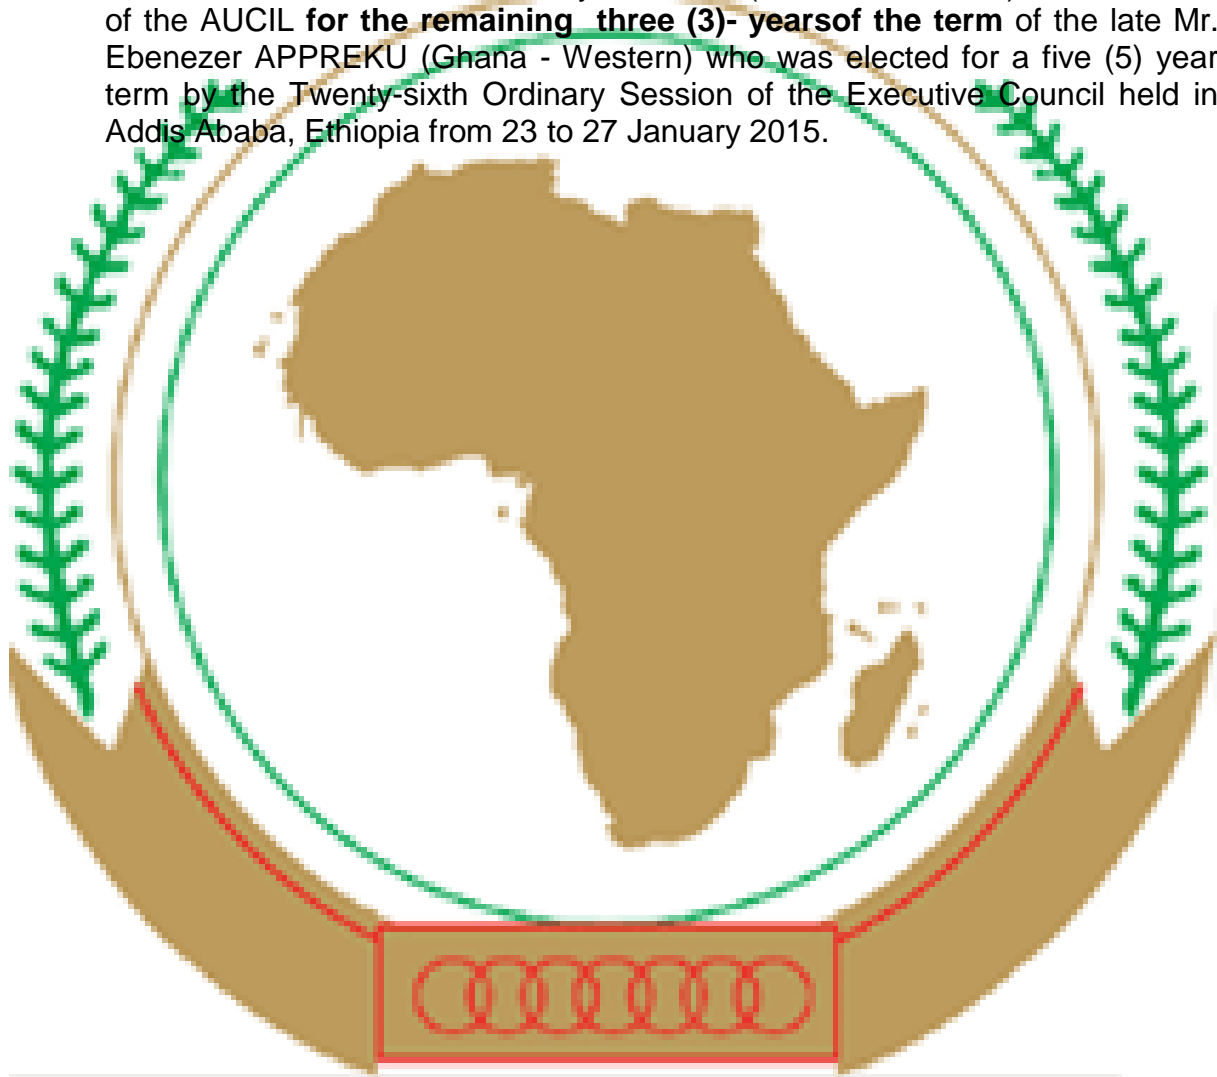 of the AUCIL for the remaining three (3)- yearsof the term of the late Mr.
Ebenezer APPREKU (Ghana - Western) who was elected for a five (5) year
term by the Twenty-sixth Ordinary Session of the Executive Council held in
Addis Ababa, Ethiopia from 23 to 27 January 2015.